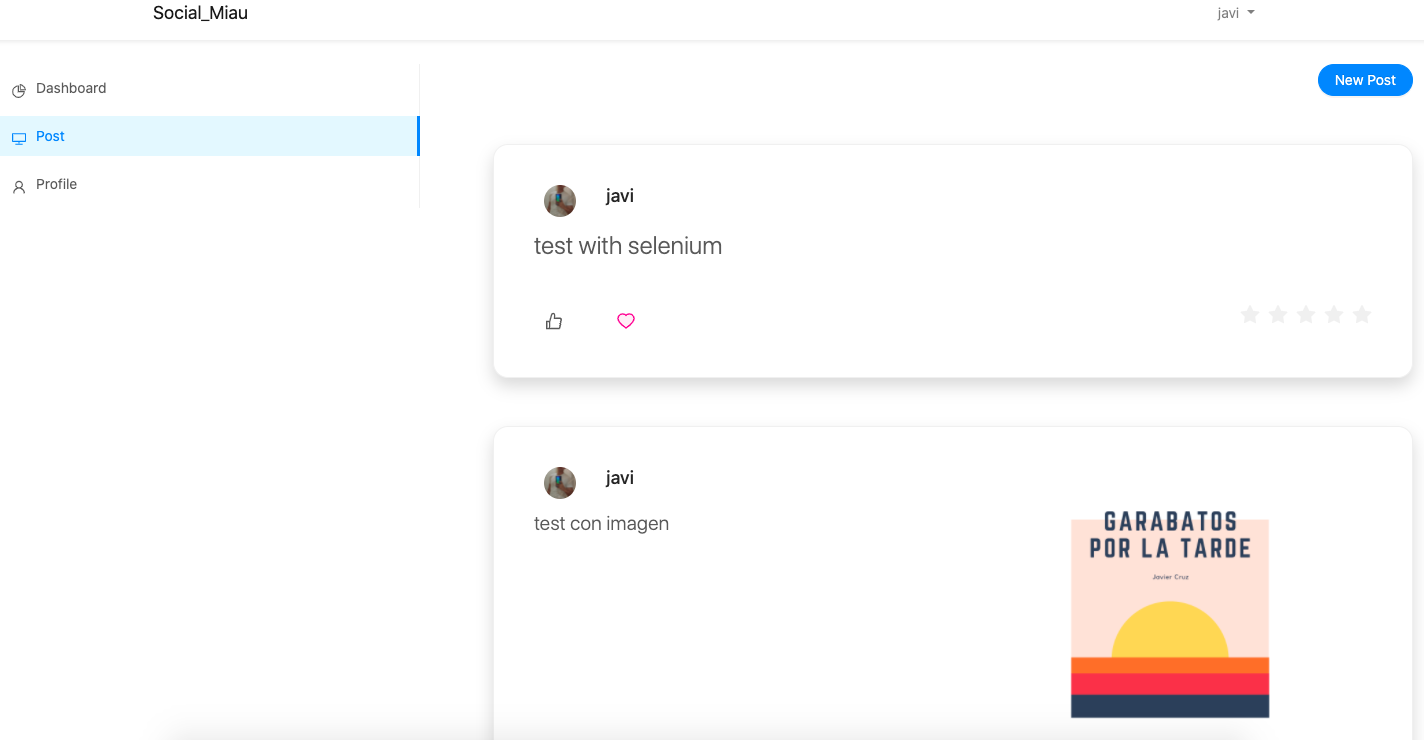 Social_Miau
javi
Dashboard
Post
Profile
New Post
javi
test with selenium
javi
test con imagen
GARABATOS
POR LA TARDE
Javier Cruz